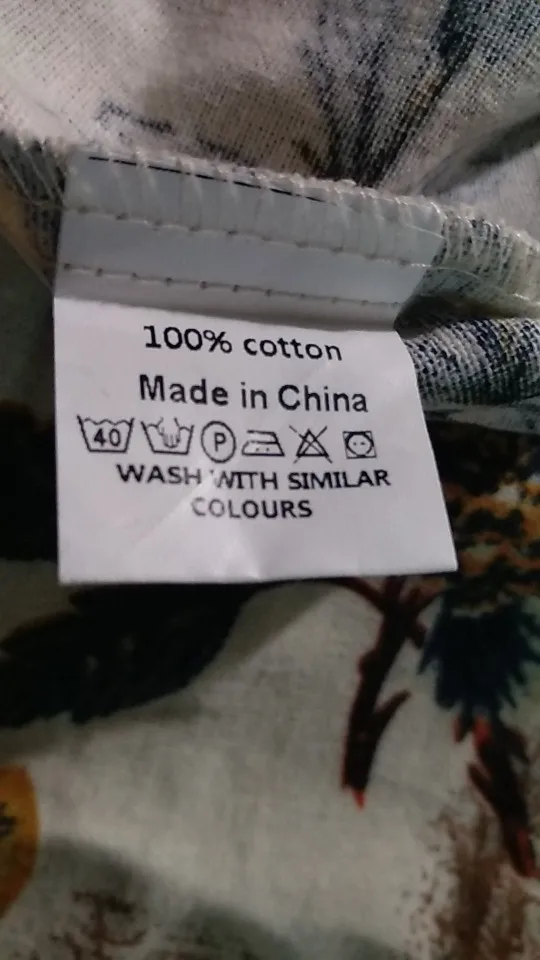 100% cotton
Made in China
40 P
WASH WITH SIMILAR
COLOURS